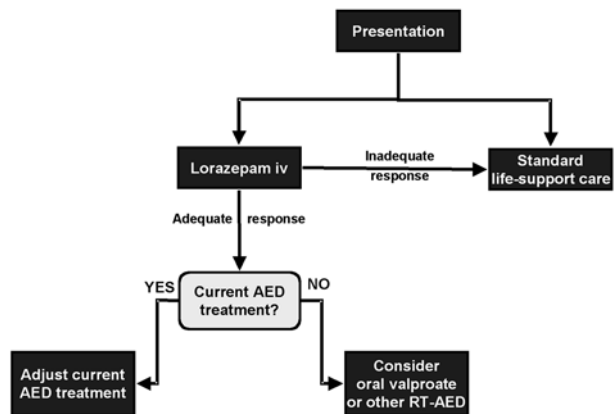 Presentation
Lorazepam iv
Inadequate
response
Standard
life-support care
Adequate response
YES
Current AED
treatment?
NO
Adjust current
AED treatment
Consider
oral valproate
or other RT-AED